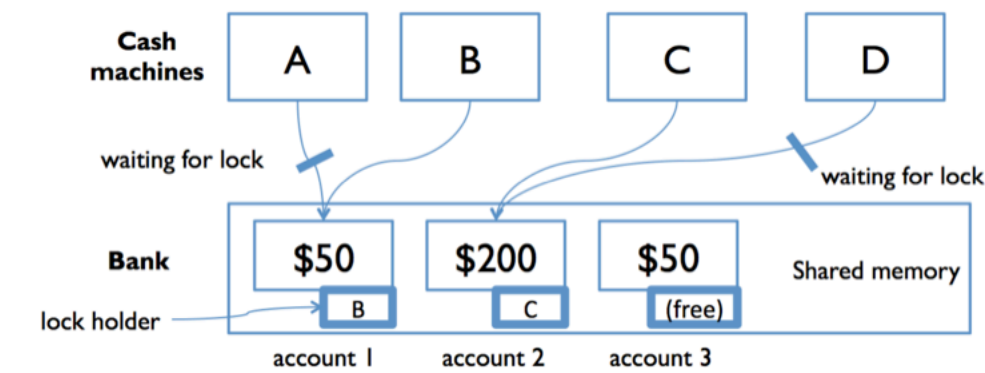 Cash
machines
A
B
C
D
waiting for lock
waiting for lock
Bank
$50
$200
$50
Shared memory
lock holder
B
C
(free)
account 1
account 2
account 3